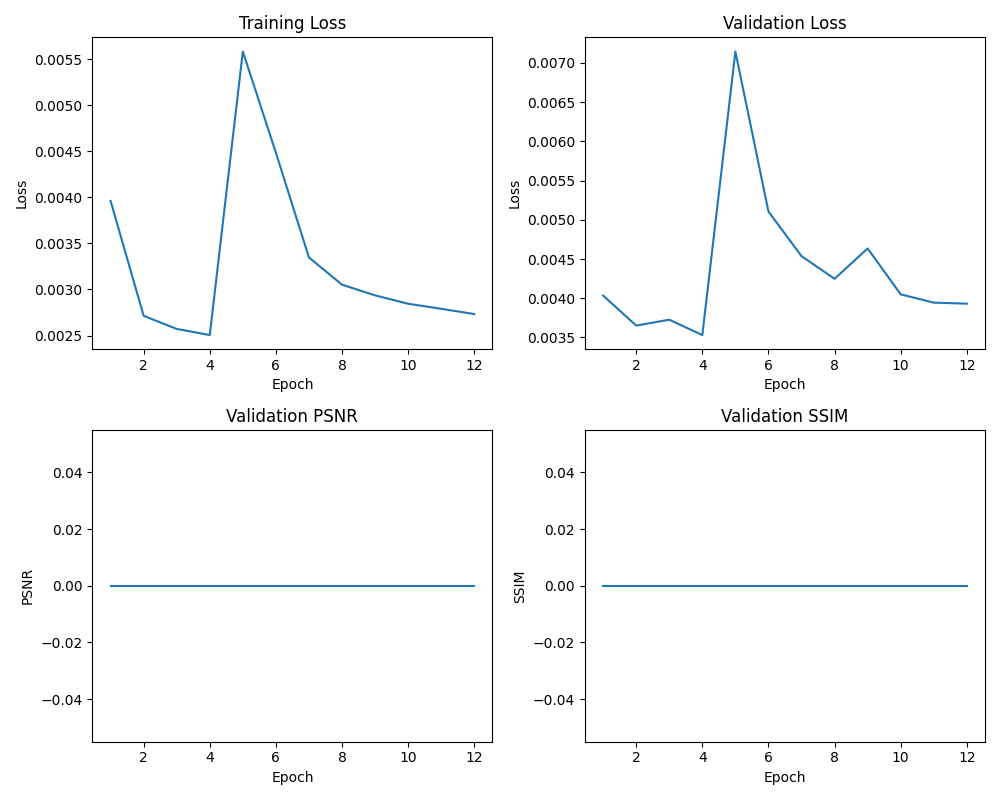 Training Loss
Loss
0.0055
0.0050
0.0045
0.0040
0.0035
0.0030
0.0025
2 4 6 8 10 12
Epoch
Validation Loss
Loss
0.0070
0.0065
0.0060
0.0055
0.0050
0.0045
0.0040
0.0035
2 4 6 8 10 12
Epoch
Validation PSNR
PSNR
0.04
0.02
0.00
−0.02
−0.04
2 4 6 8 10 12
Epoch
Validation SSIM
SSIM
0.04
0.02
0.00
−0.02
−0.04
2 4 6 8 10 12
Epoch